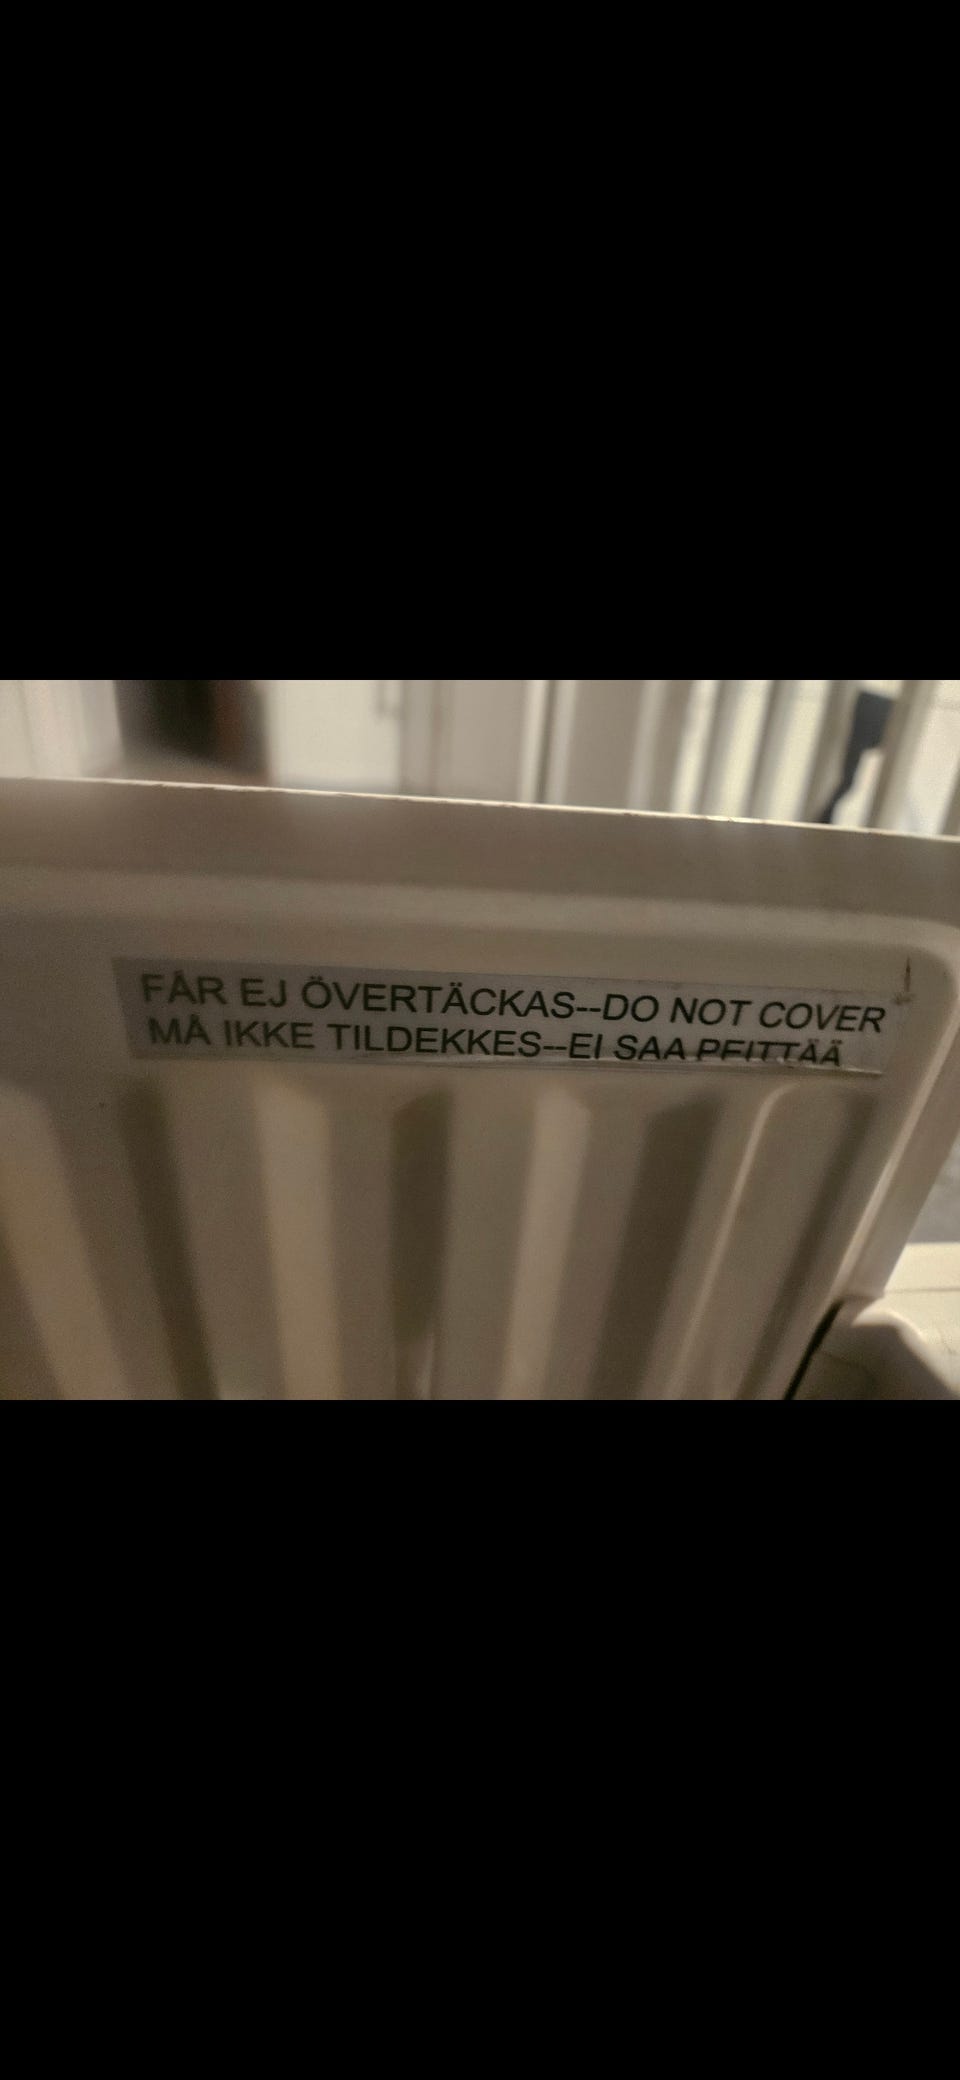 FÅR EJ ÖVERTÄCKAS--DO NOT COVER
MÅ IKKE TILDEKKES--EI SAA PEITTÄÄ